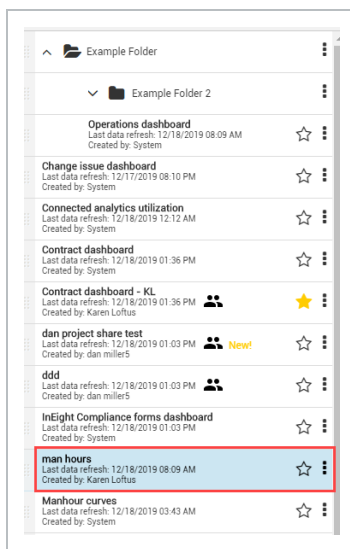 Example Folder
Example Folder 2
Operations dashboard
Last data refresh: 12/18/2019 08:09 AM
Created by: System
Change issue dashboard
Last data refresh: 12/17/2019 08:10 PM
Created by: System
Connected analytics utilization
Last data refresh: 12/18/2019 12:12 AM
Created by: System
Contract dashboard
Last data refresh: 12/18/2019 01:36 PM
Created by: System
Contract dashboard - KL
Last data refresh: 12/18/2019 01:36 PM
Created by: Karen Loftus
dan project share test
Last data refresh: 12/18/2019 01:03 PM New!
Created by: dan miller5
ddd
Last data refresh: 12/18/2019 01:03 PM
Created by: dan miller5
InEight Compliance forms dashboard
Last data refresh: 12/18/2019 01:03 PM
Created by: System
man hours
Last data refresh: 12/18/2019 08:09 AM
Created by: Karen Loftus
Manhour curves
Last data refresh: 12/18/2019 03:43 AM
Created by: System